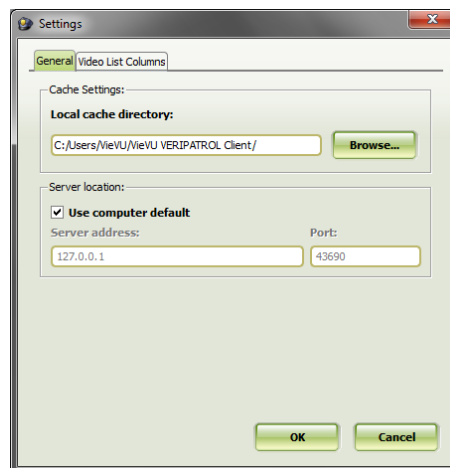 Settings
General Video List Columns
Cache Settings:
Local cache directory:
C:/Users/VieVU/VieVU VERIPATROL Client/ Browse...
Server location:
Use computer default
Server address: Port:
127.0.0.1 43690
OK Cancel